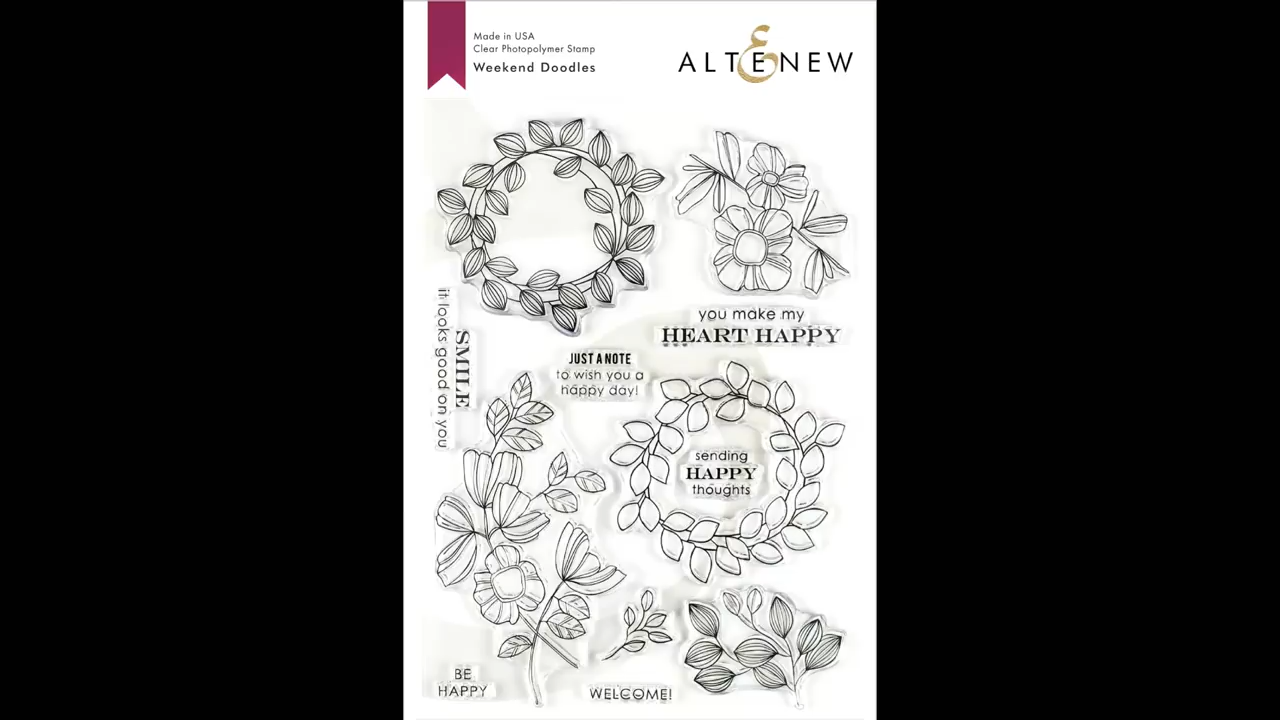 Made in USA
Clear Photopolymer Stamp
Weekend Doodles
ALTENEW
you make my
HEART HAPPY
it looks good on you
SMILE
JUST A NOTE
to wish you a
happy day!
sending
HAPPY
thoughts
BE
HAPPY
WELCOME!